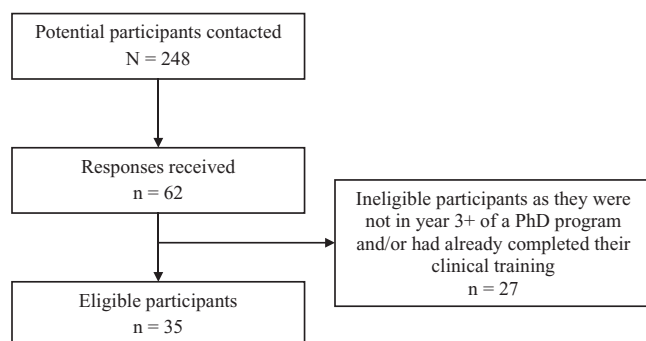 Potential participants contacted
N = 248
Responses received
n = 62
Ineligible participants as they were
not in year 3+ of a PhD program
and/or had already completed their
clinical training
n = 27
Eligible participants
n = 35